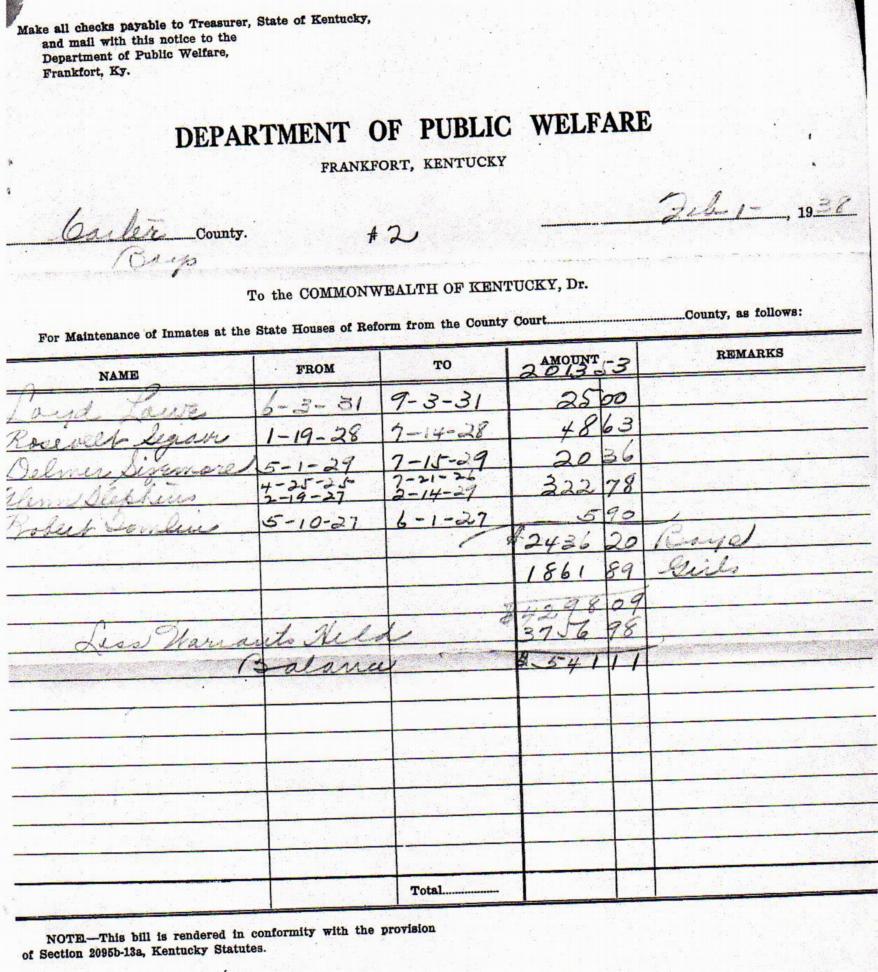 Make all checks payable to Treasurer, State of Kentucky,
and mail with this notice to the
Department of Public Welfare,
Frankfort, Ky.
DEPARTMENT OF PUBLIC WELFARE
FRANKFORT, KENTUCKY
Feb-1-, 1938
Carter County. #2
Boys
To the COMMONWEALTH OF KENTUCKY, Dr.
For Maintenance of Inmates at the State Houses of Reform from the County Court County, as follows:
NAME FROM TO AMOUNT REMARKS
2013 53
Lowe 6-3-31 9-3-31 25 00
Rosevelt 1-19-28 7-14-28 48 63
Delmer Sizemore 5-1-29 7-15-29 20 36
4-25-25 7-21-26
Glenn Stephens 2-19-27 2-14-29 322 78
Robert 5-10-27 6-1-27 5 90
$2436 20 Boys
1861 89 Girls
$4298 09
Less Warrants Held 3756 98
Balance $541 11
Total
NOTE—This bill is rendered in conformity with the provision
of Section 2095b-13a, Kentucky Statutes.